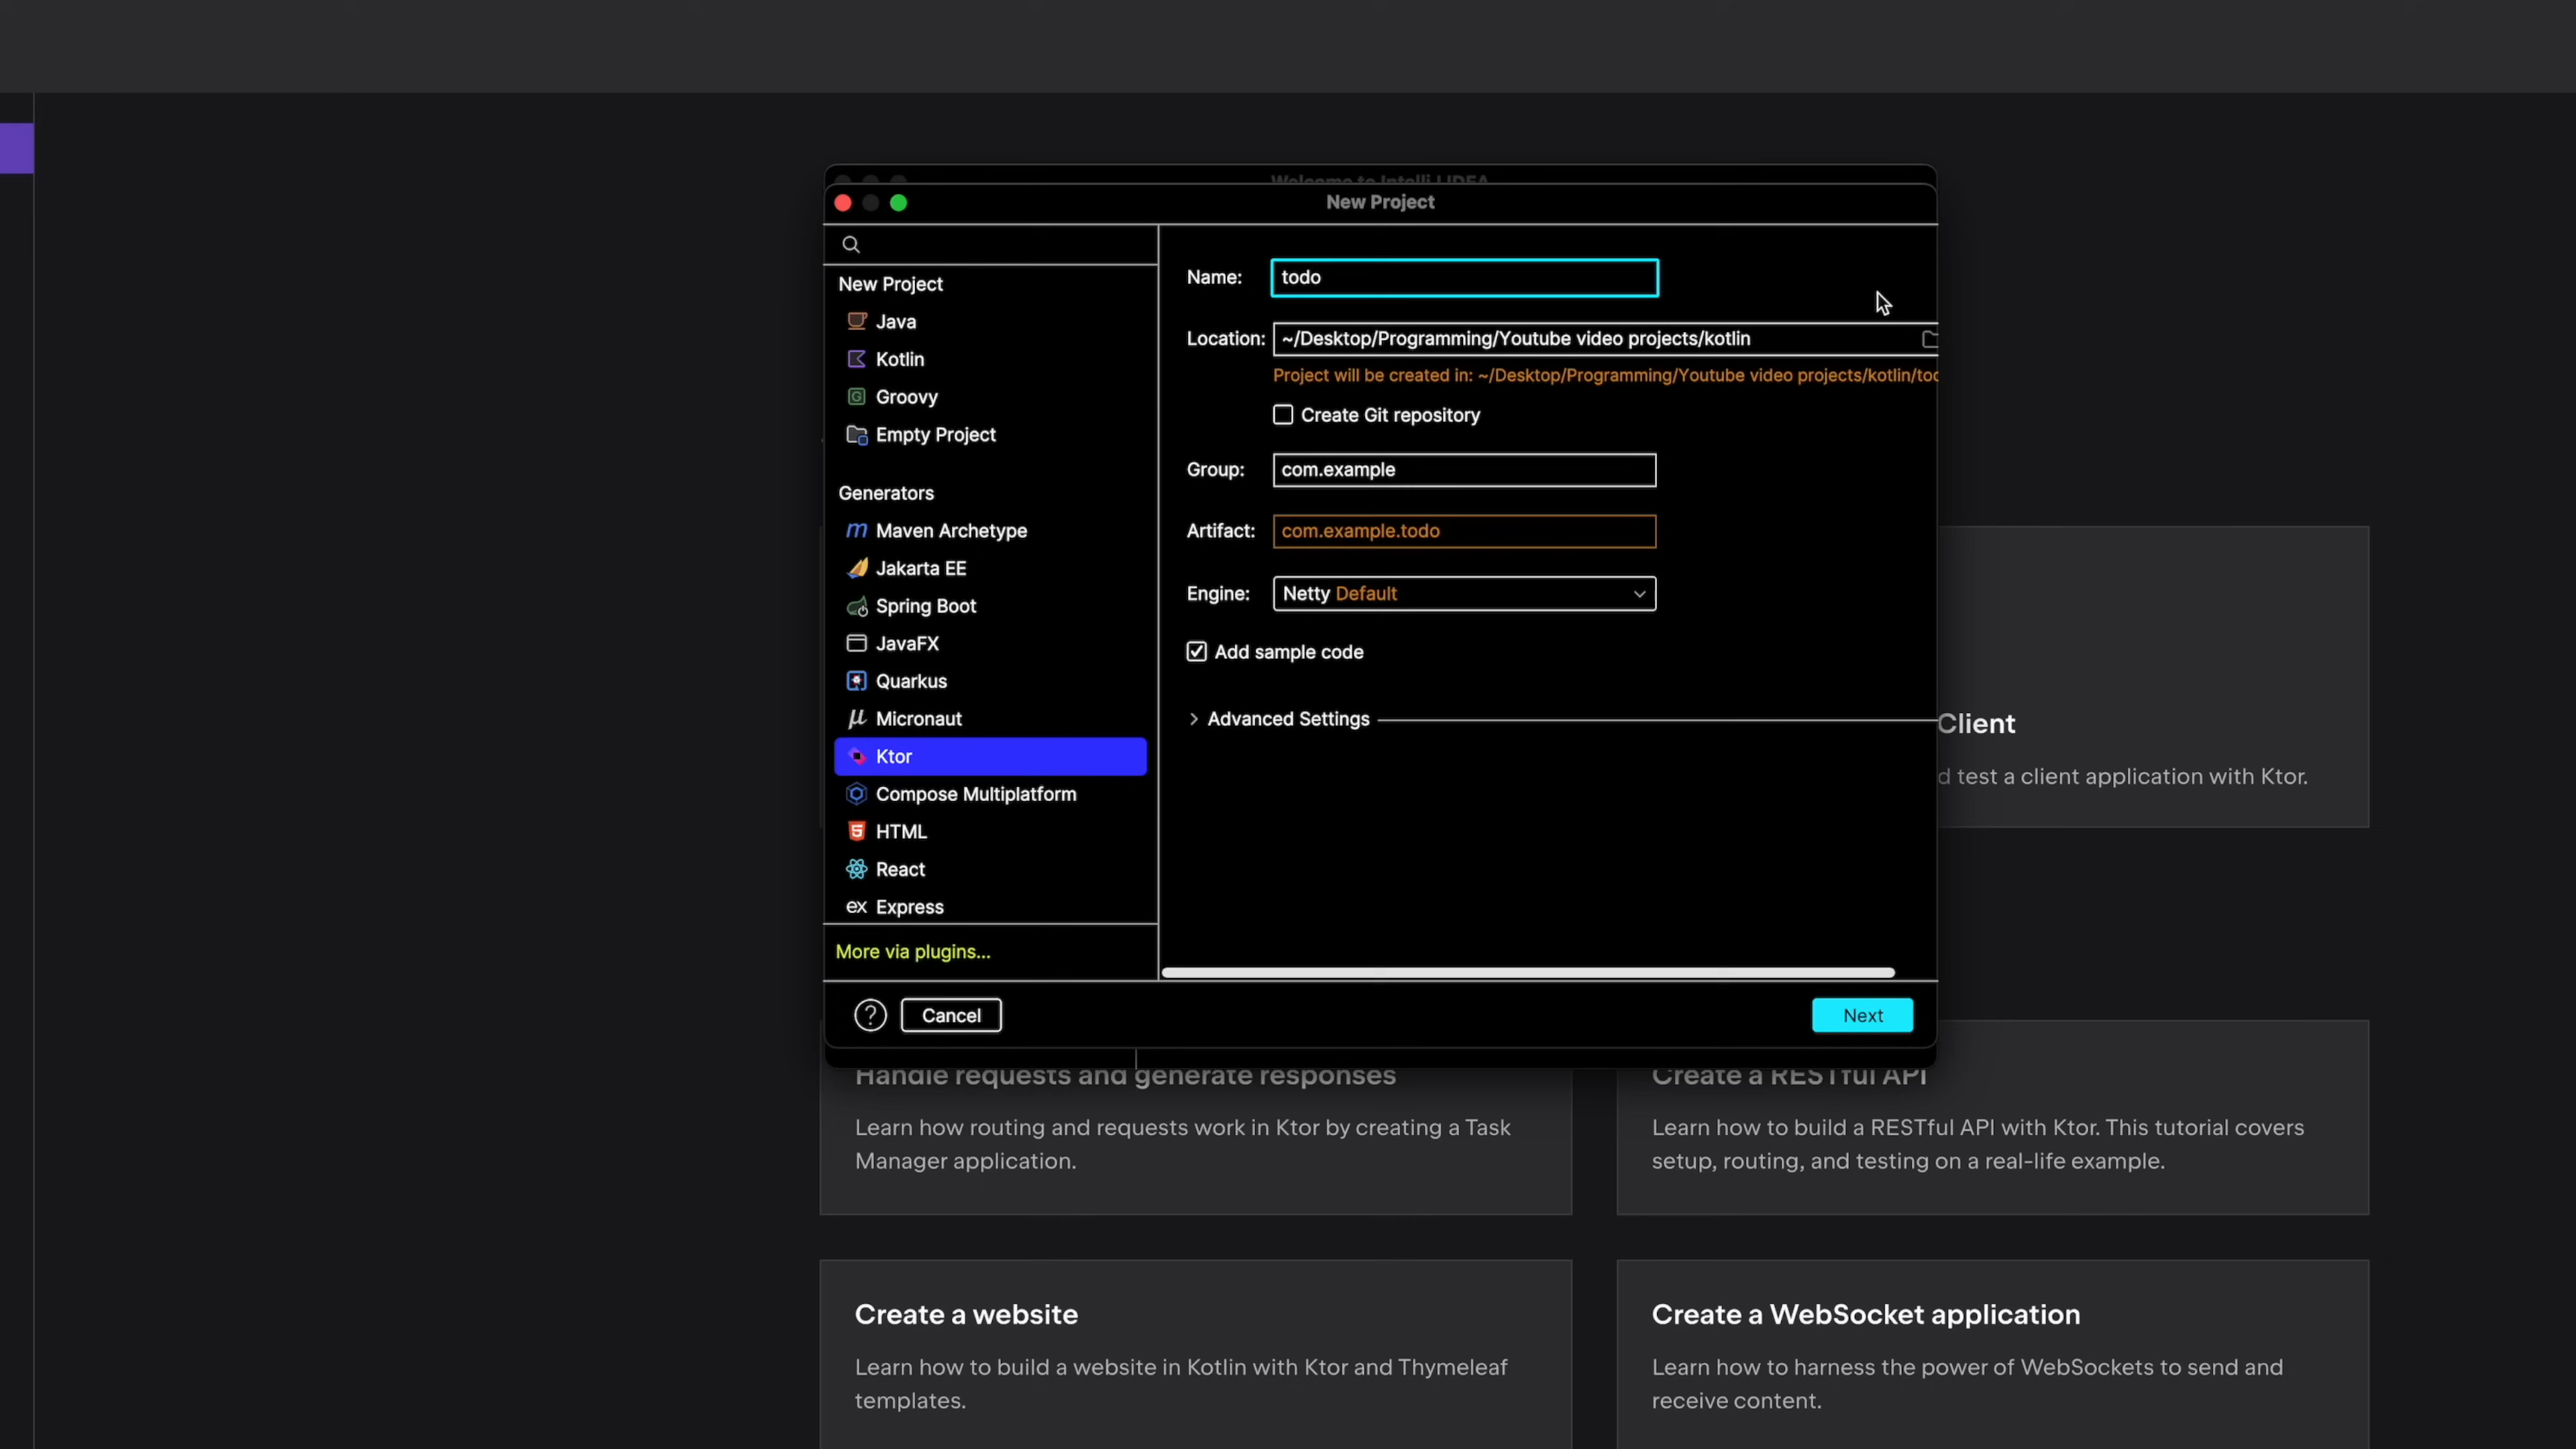 Welcome to IntelliJ IDEA
New Project
New Project
Java
Kotlin
Groovy
Empty Project
Generators
Maven Archetype
Jakarta EE
Spring Boot
JavaFX
Quarkus
Micronaut
Ktor
Compose Multiplatform
HTML
React
ex Express
More via plugins...
Name: todo
Location: ~/Desktop/Programming/Youtube video projects/kotlin
Project will be created in: ~/Desktop/Programming/Youtube video projects/kotlin/toc
Create Git repository
Group: com.example
Artifact: com.example.todo
Engine: Netty Default
Add sample code
Advanced Settings
? Cancel
Next
Client
d test a client application with Ktor.
Handle requests and generate responses
Learn how routing and requests work in Ktor by creating a Task
Manager application.
Create a RESTful API
Learn how to build a RESTful API with Ktor. This tutorial covers
setup, routing, and testing on a real-life example.
Create a website
Learn how to build a website in Kotlin with Ktor and Thymeleaf
templates.
Create a WebSocket application
Learn how to harness the power of WebSockets to send and
receive content.